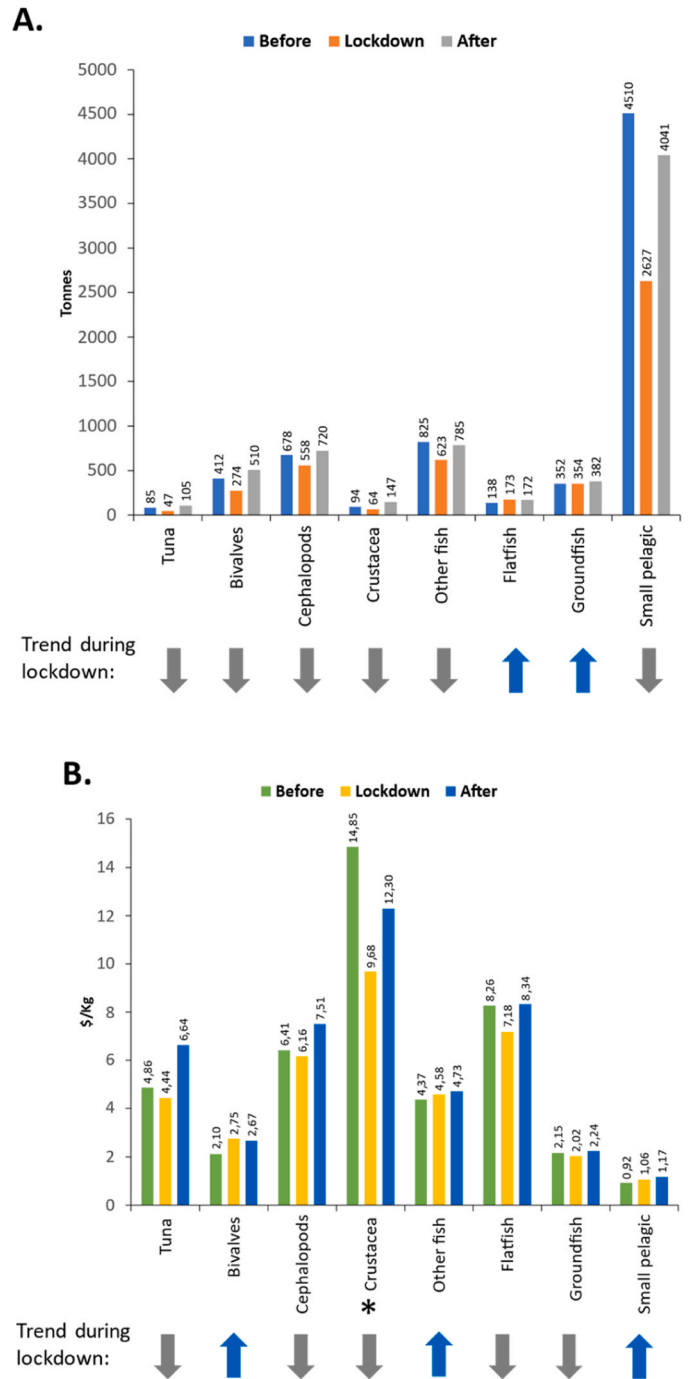 A.
Before Lockdown After
5000
4500
4000
3500
3000
2500
2000
1500
1000
500
0
Tonnes
85 47 105
412 274 510
678 558 720
94 64 147
825 623 785
138 173 172
352 354 382
4510 2627 4041
Tuna
Bivalves
Cephalopods
Crustacea
Other fish
Flatfish
Groundfish
Small pelagic
Trend during
lockdown:
B.
Before Lockdown After
16
14
12
10
8
6
4
2
0
$/Kg
4,86 4,44 6,64
2,10 2,75 2,67
6,41 6,16 7,51
14,85 9,68 12,30
4,37 4,58 4,73
8,26 7,18 8,34
2,15 2,02 2,24
0,92 1,06 1,17
Tuna
Bivalves
Cephalopods
* Crustacea
Other fish
Flatfish
Groundfish
Small pelagic
Trend during
lockdown: